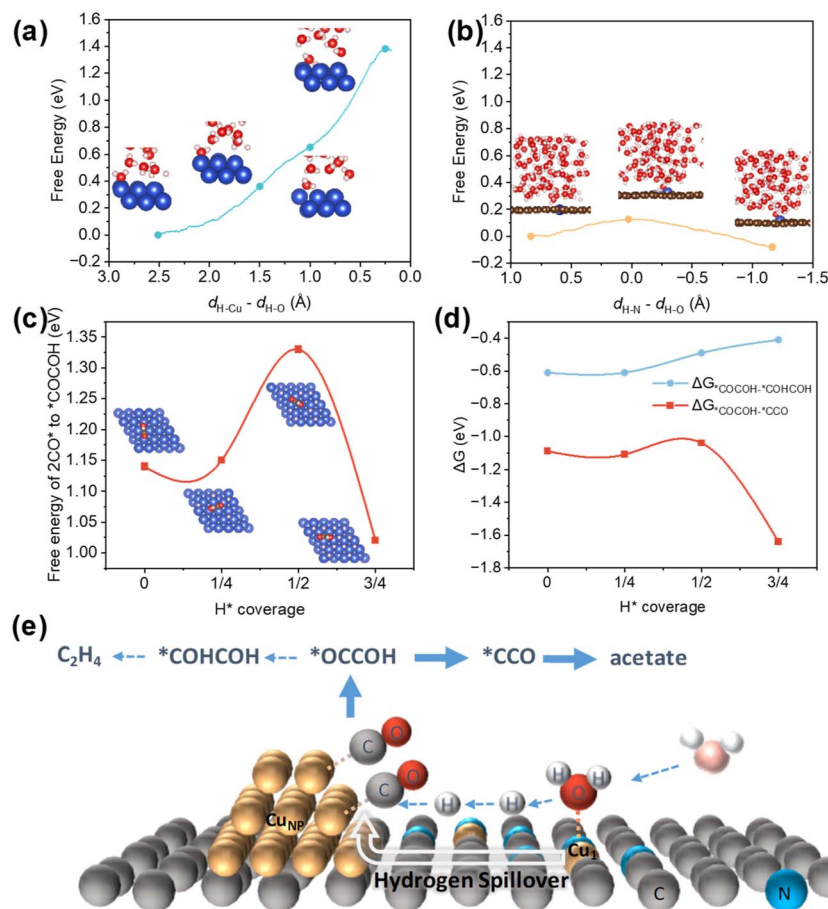 (a)
Free Energy (eV)
1.6
1.4
1.2
1.0
0.8
0.6
0.4
0.2
0.0
−0.2
3.0 2.5 2.0 1.5 1.0 0.5 0.0
d H-Cu - d H-O (Å)
(b)
Free Energy (eV)
1.6
1.4
1.2
1.0
0.8
0.6
0.4
0.2
0.0
−0.2
1.0 0.5 0.0 -0.5 -1.0 -1.5
d H-N - d H-O (Å)
(c)
Free energy of 2CO* to *COCOH (eV)
1.35
1.30
1.25
1.20
1.15
1.10
1.05
1.00
0 1/4 1/2 3/4
H* coverage
(d)
ΔG (eV)
−0.4
−0.6
−0.8
−1.0
−1.2
−1.4
−1.6
−1.8
ΔG*COCOH-*COHCOH
ΔG*COCOH-*CCO
0 1/4 1/2 3/4
H* coverage
(e)
C2H4 *COHCOH *OCCOH *CCO acetate
C O
C O
H H
H H
O
CuNP
Cu1
Hydrogen Spillover
C N